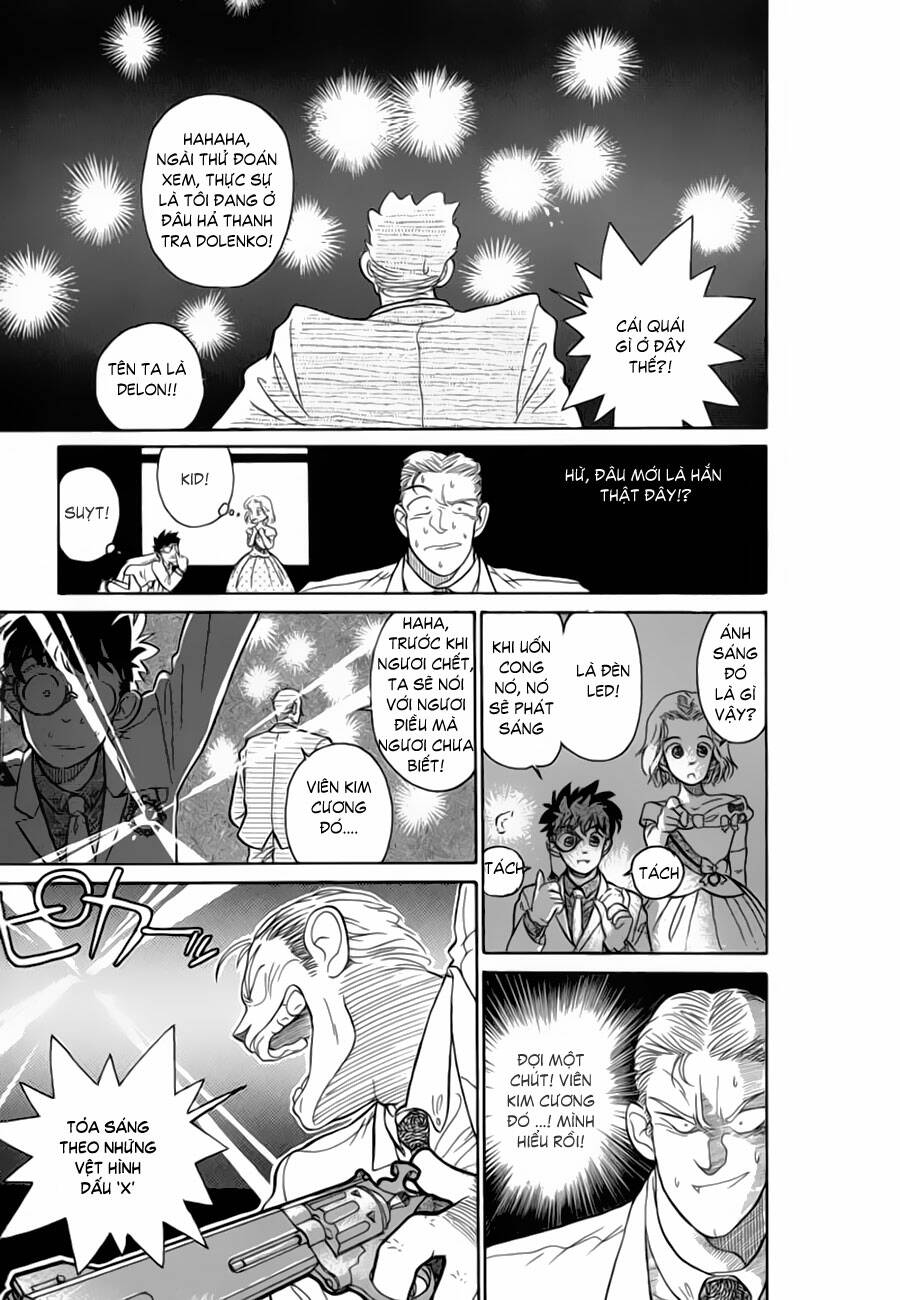 CÁI QUÁI
GÌ Ở ĐÂY
THẾ?!
HAHAHA,
NGÀI THỬ ĐOÁN
XEM, THỰC SỰ
LÀ TÔI ĐANG Ở
ĐÂU HẢ THANH
TRA DOLENKO!
TÊN TA LÀ
DELON!!
HỪ, ĐÂU MỚI LÀ HẮN
THẬT ĐÂY!?
KID!
SUỴT!
ÁNH
SÁNG
ĐÓ
LÀ GÌ
VẬY?
LÀ ĐÈN
LED!
KHI UỐN
CONG
NÓ, NÓ
SẼ PHÁT
SÁNG
TÁCH
TÁCH
HAHA,
TRƯỚC KHI
NGƯƠI CHẾT,
TA SẼ NÓI
VỚI NGƯƠI
ĐIỀU MÀ
NGƯƠI CHƯA
BIẾT!
VIÊN KIM
CƯƠNG
ĐÓ....
ĐỢI MỘT
CHÚT! VIÊN
KIM CƯƠNG
ĐÓ ...! MÌNH
HIỂU RỒI!
ピカーッ
TỎA SÁNG
THEO NHỮNG
VỆT HÌNH
DẤU ‘X’